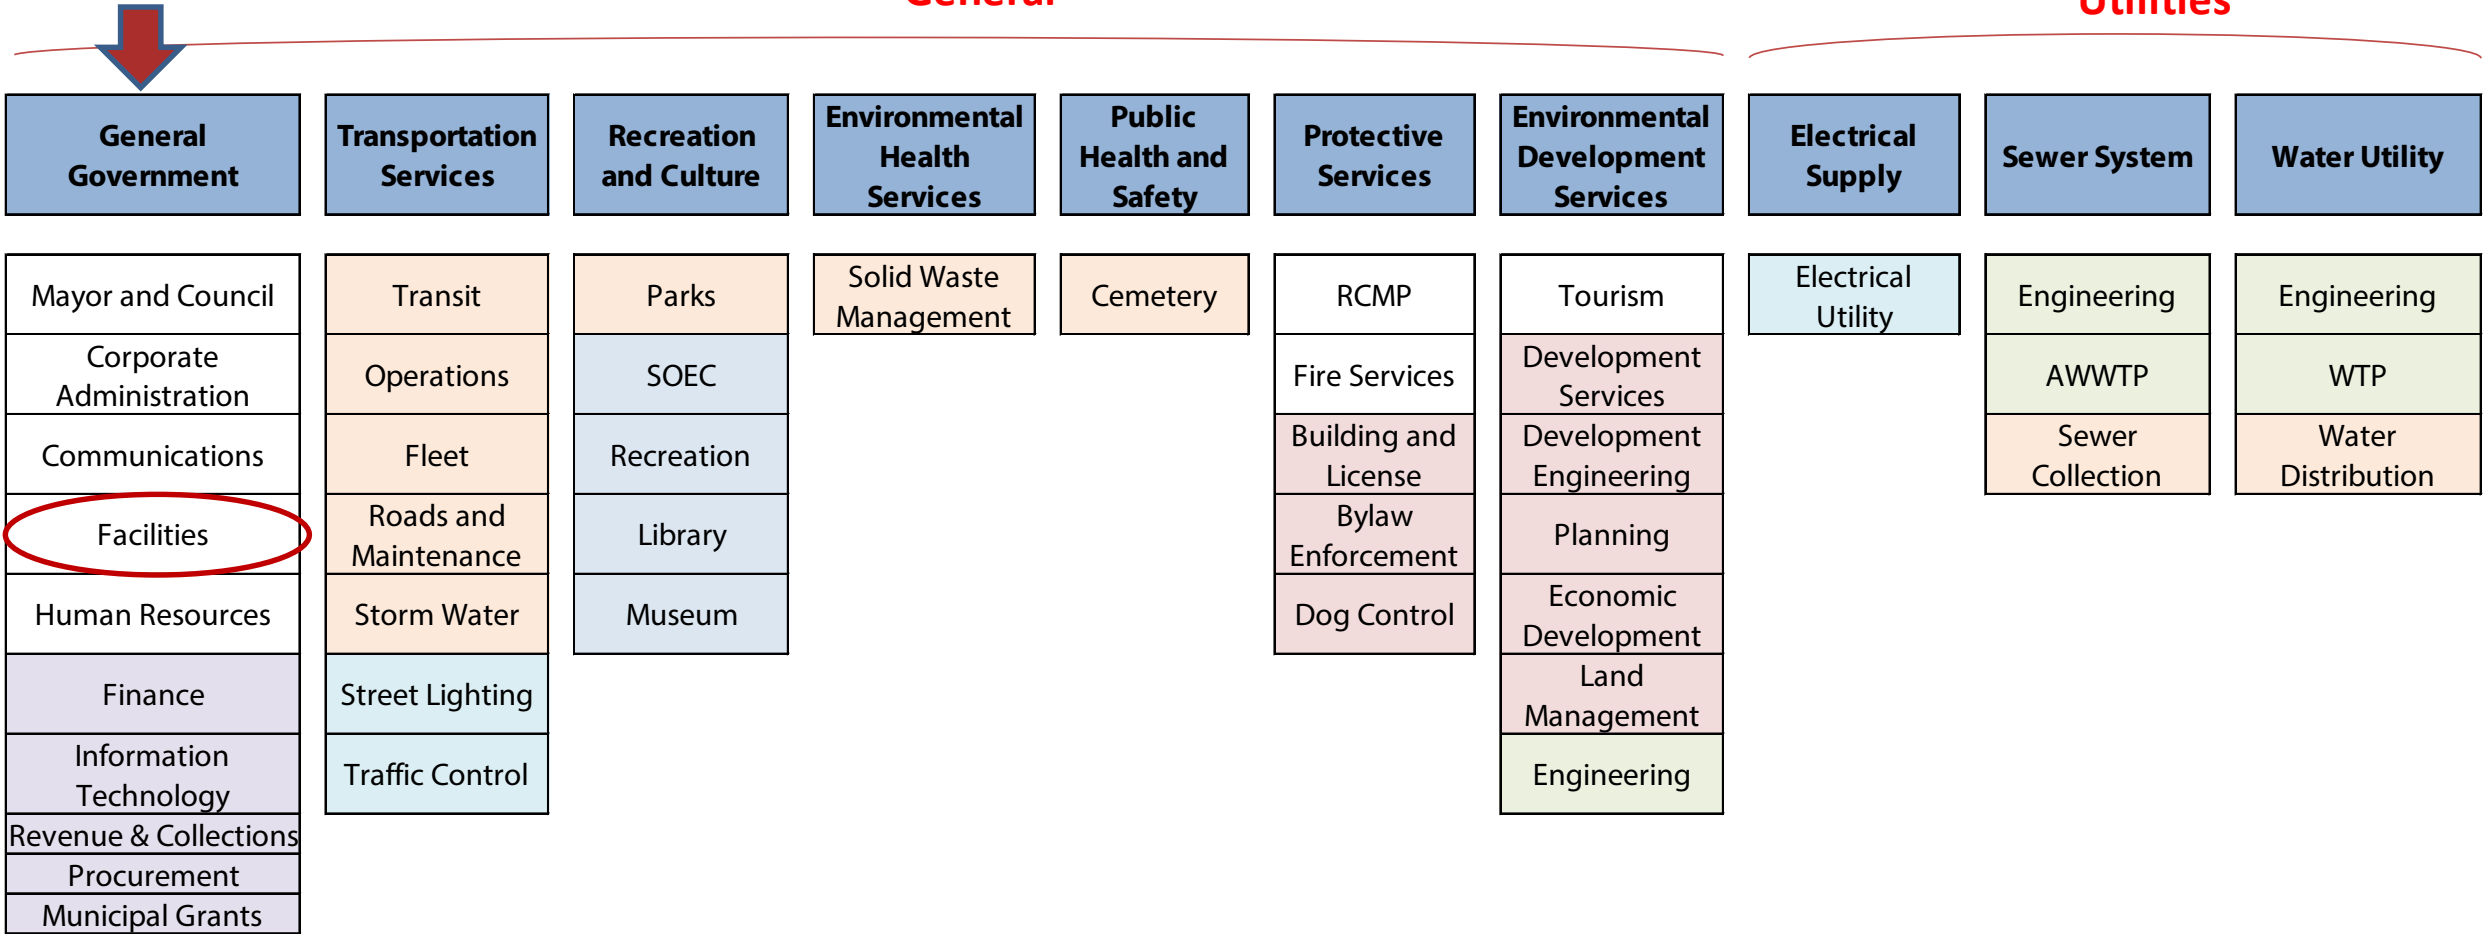 General
Utilities
General
Government
Transportation
Services
Recreation
and Culture
Environmental
Health
Services
Public
Health and
Safety
Protective
Services
Environmental
Development
Services
Electrical
Supply
Sewer System
Water Utility
Mayor and Council
Corporate
Administration
Communications
Facilities
Human Resources
Finance
Information
Technology
Revenue & Collections
Procurement
Municipal Grants
Transit
Operations
Fleet
Roads and
Maintenance
Storm Water
Street Lighting
Traffic Control
Parks
SOEC
Recreation
Library
Museum
Solid Waste
Management
Cemetery
RCMP
Fire Services
Building and
License
Bylaw
Enforcement
Dog Control
Tourism
Development
Services
Development
Engineering
Planning
Economic
Development
Land
Management
Engineering
Electrical
Utility
Engineering
AWWTP
Sewer
Collection
Engineering
WTP
Water
Distribution